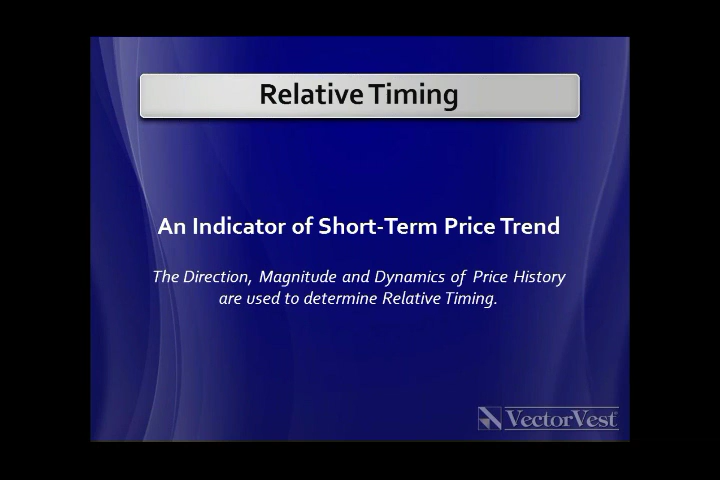 Relative Timing
An Indicator of Short-Term Price Trend
The Direction, Magnitude and Dynamics of Price History
are used to determine Relative Timing.
VectorVest